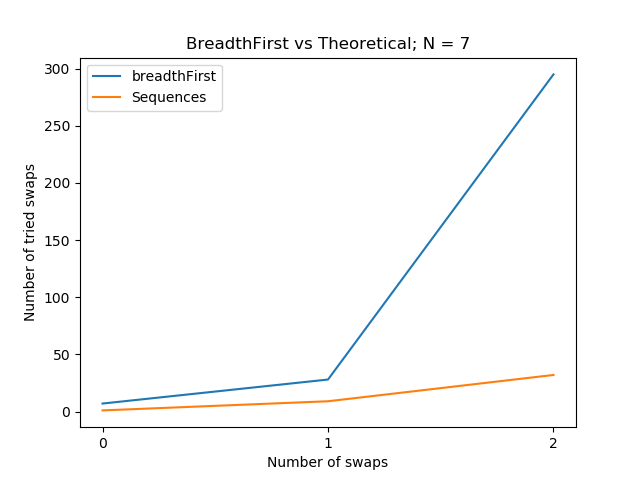 BreadthFirst vs Theoretical; N = 7
breadthFirst
Sequences
300
250
200
150
100
50
0
Number of tried swaps
0 1 2
Number of swaps